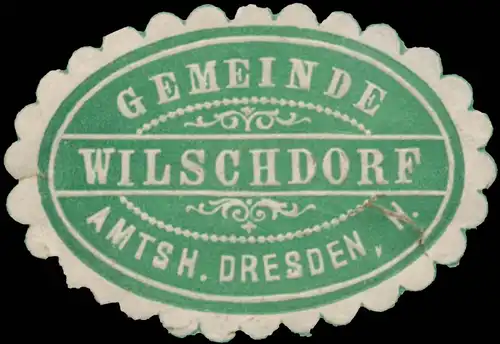 GEMEINDE
WILSCHDORF
AMTSH. DRESDEN, N.